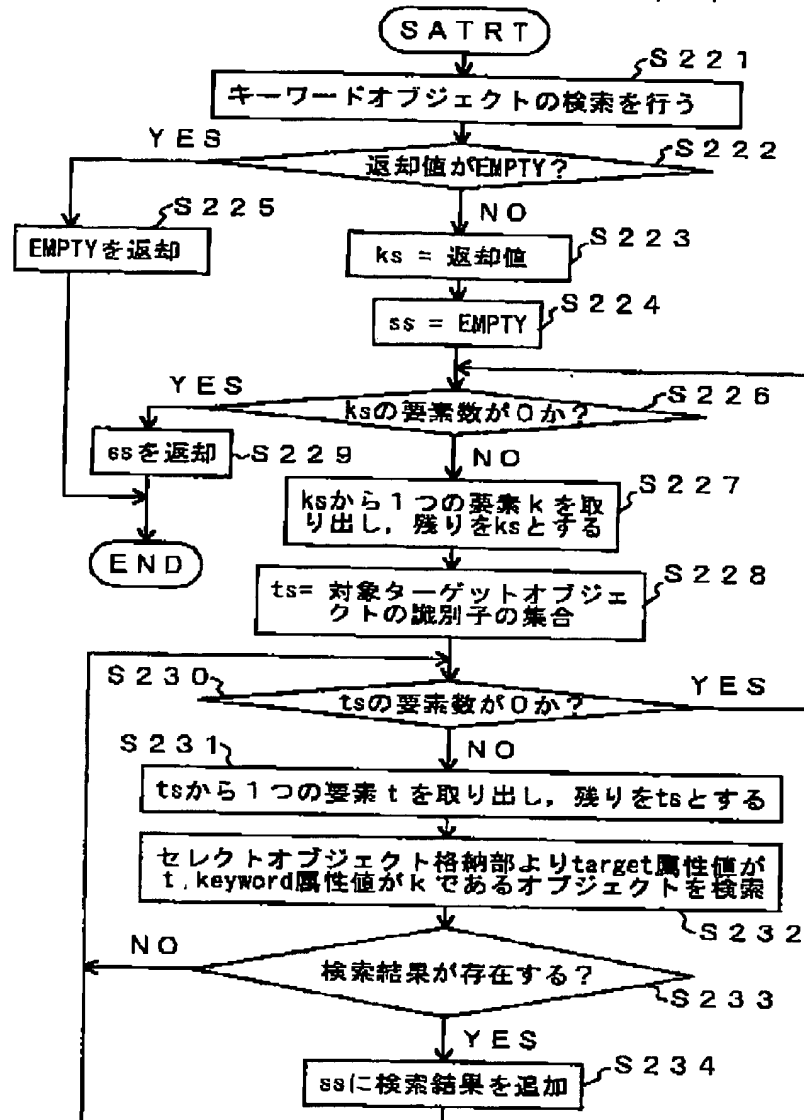 SATRT
S221
キーワードオブジェクトの検索を行う
YES
返却値がEMPTY?
S222
S225
NO
EMPTYを返却
ks = 返却値
S223
ss = EMPTY
S224
YES
ksの要素数が0か?
S226
ssを返却
S229
NO
ksから1つの要素kを取
り出し,残りをksとする
S227
END
ts= 対象ターゲットオブジェ
クトの識別子の集合
S228
S230
tsの要素数が0か?
YES
S231
NO
tsから1つの要素tを取り出し,残りをtsとする
セレクトオブジェクト格納部よりtarget属性値が
t,keyword属性値がkであるオブジェクトを検索
S232
NO
検索結果が存在する?
S233
YES
ssに検索結果を追加
S234